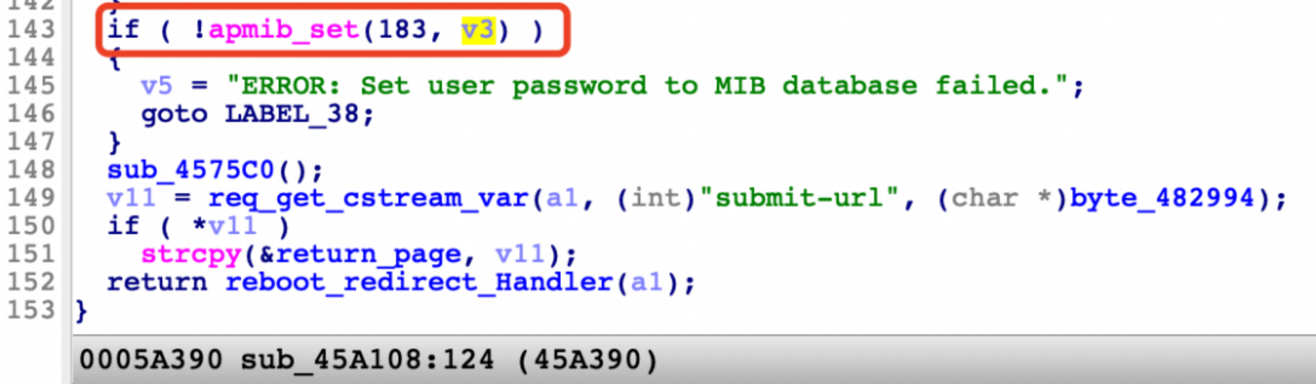 142 }
143 if ( !apmib_set(183, v3) )
144 {
145 v5 = "ERROR: Set user password to MIB database failed.";
146 goto LABEL_38;
147 }
148 sub_4575C0();
149 v11 = req_get_cstream_var(a1, (int)"submit-url", (char *)byte_482994);
150 if ( *v11 )
151 strcpy(&return_page, v11);
152 return reboot_redirect_Handler(a1);
153 }
0005A390 sub_45A108:124 (45A390)